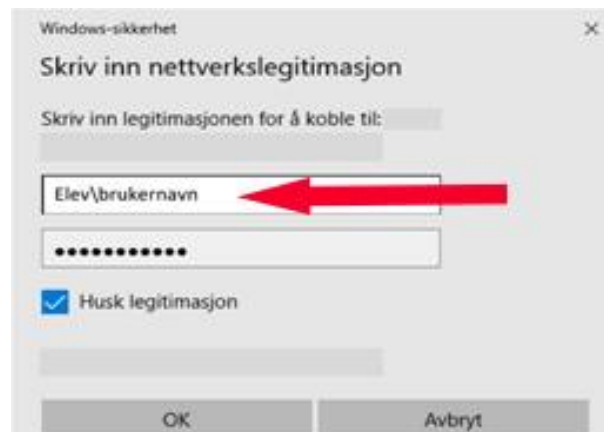 Windows-sikkerhet
Skriv inn nettverkslegitimasjon
Skriv inn legitimasjonen for å koble til:
Elev\brukernavn
●●●●●●●●●●●
Husk legitimasjon
OK
Avbryt